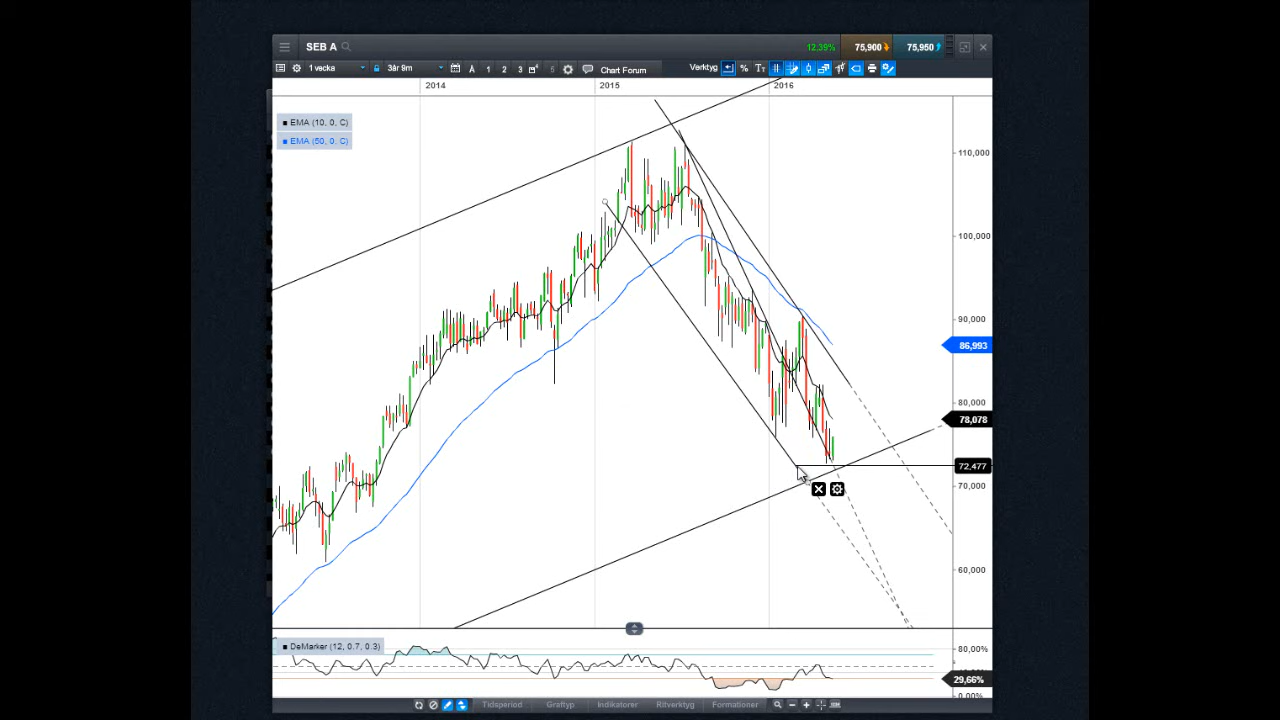 SEB A
12.39%
75,900
75,950
1 vecka
3år 9m
1
2
3
5
Chart Forum
Verktyg
%
2014
2015
2016
EMA (10, 0, C)
EMA (50, 0, C)
110,000
100,000
90,000
86,993
80,000
78,078
72,477
70,000
60,000
DeMarker (12, 0.7, 0.3)
80,00%
29,66%
0,00%
Tidsperiod
Graftyp
Indikatorer
Ritverktyg
Formationer